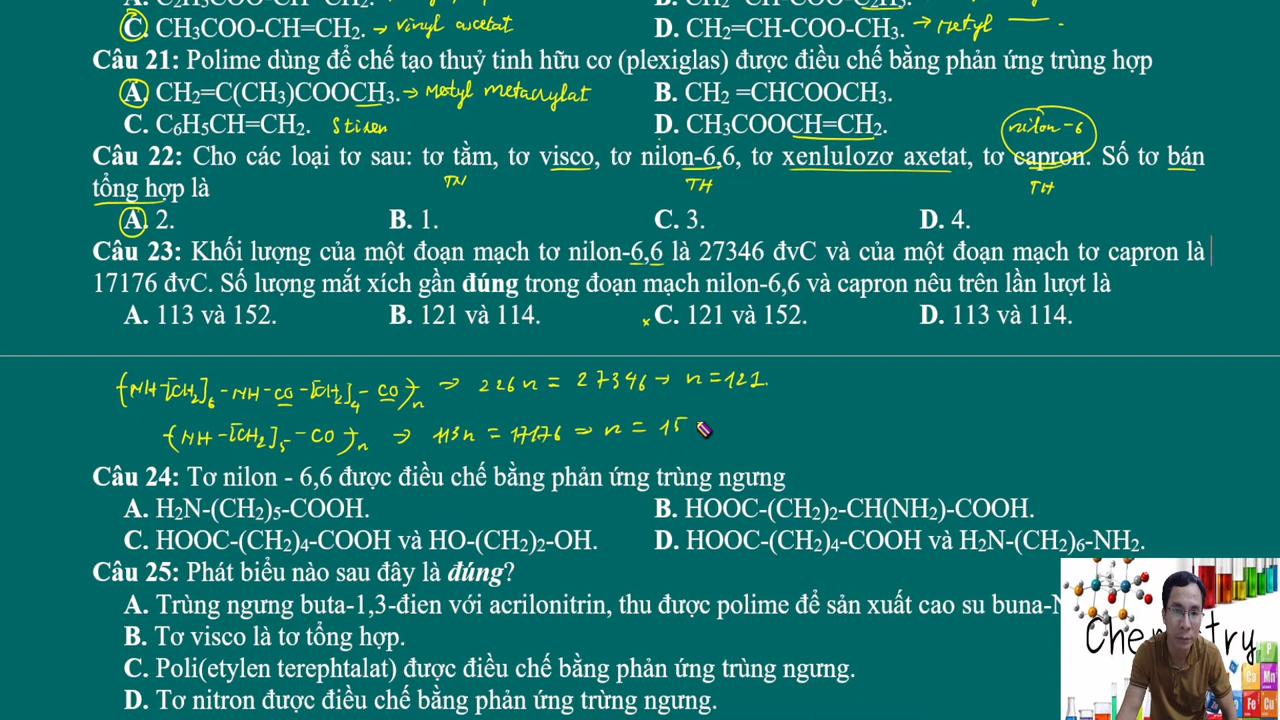 A. C2H5COO-CH=CH2. B. CH2=CH-COO-C2H5.
C. CH3COO-CH=CH2. → vinyl axetat D. CH2=CH-COO-CH3. → Metyl
Câu 21: Polime dùng để chế tạo thuỷ tinh hữu cơ (plexiglas) được điều chế bằng phản ứng trùng hợp
A. CH2=C(CH3)COOCH3. → Metyl metacrylat B. CH2 =CHCOOCH3.
C. C6H5CH=CH2. Stiren D. CH3COOCH=CH2. nilon-6
Câu 22: Cho các loại tơ sau: tơ tằm, tơ visco, tơ nilon-6,6, tơ xenlulozơ axetat, tơ capron. Số tơ bán
TN TH TH
tổng hợp là
A. 2. B. 1. C. 3. D. 4.
Câu 23: Khối lượng của một đoạn mạch tơ nilon-6,6 là 27346 đvC và của một đoạn mạch tơ capron là
17176 đvC. Số lượng mắt xích gần đúng trong đoạn mạch nilon-6,6 và capron nêu trên lần lượt là
A. 113 và 152. B. 121 và 114. × C. 121 và 152. D. 113 và 114.
(NH-[CH2]6-NH-CO-[CH2]4-CO)n ⇒ 226n = 27346 → n = 121.
(NH-[CH2]5-CO)n ⇒ 113n = 17176 ⇒ n = 15
Câu 24: Tơ nilon - 6,6 được điều chế bằng phản ứng trùng ngưng
A. H2N-(CH2)5-COOH. B. HOOC-(CH2)2-CH(NH2)-COOH.
C. HOOC-(CH2)4-COOH và HO-(CH2)2-OH. D. HOOC-(CH2)4-COOH và H2N-(CH2)6-NH2.
Câu 25: Phát biểu nào sau đây là đúng?
A. Trùng ngưng buta-1,3-đien với acrilonitrin, thu được polime để sản xuất cao su buna-N
B. Tơ visco là tơ tổng hợp.
C. Poli(etylen terephtalat) được điều chế bằng phản ứng trùng ngưng.
D. Tơ nitron được điều chế bằng phản ứng trừng ngưng.